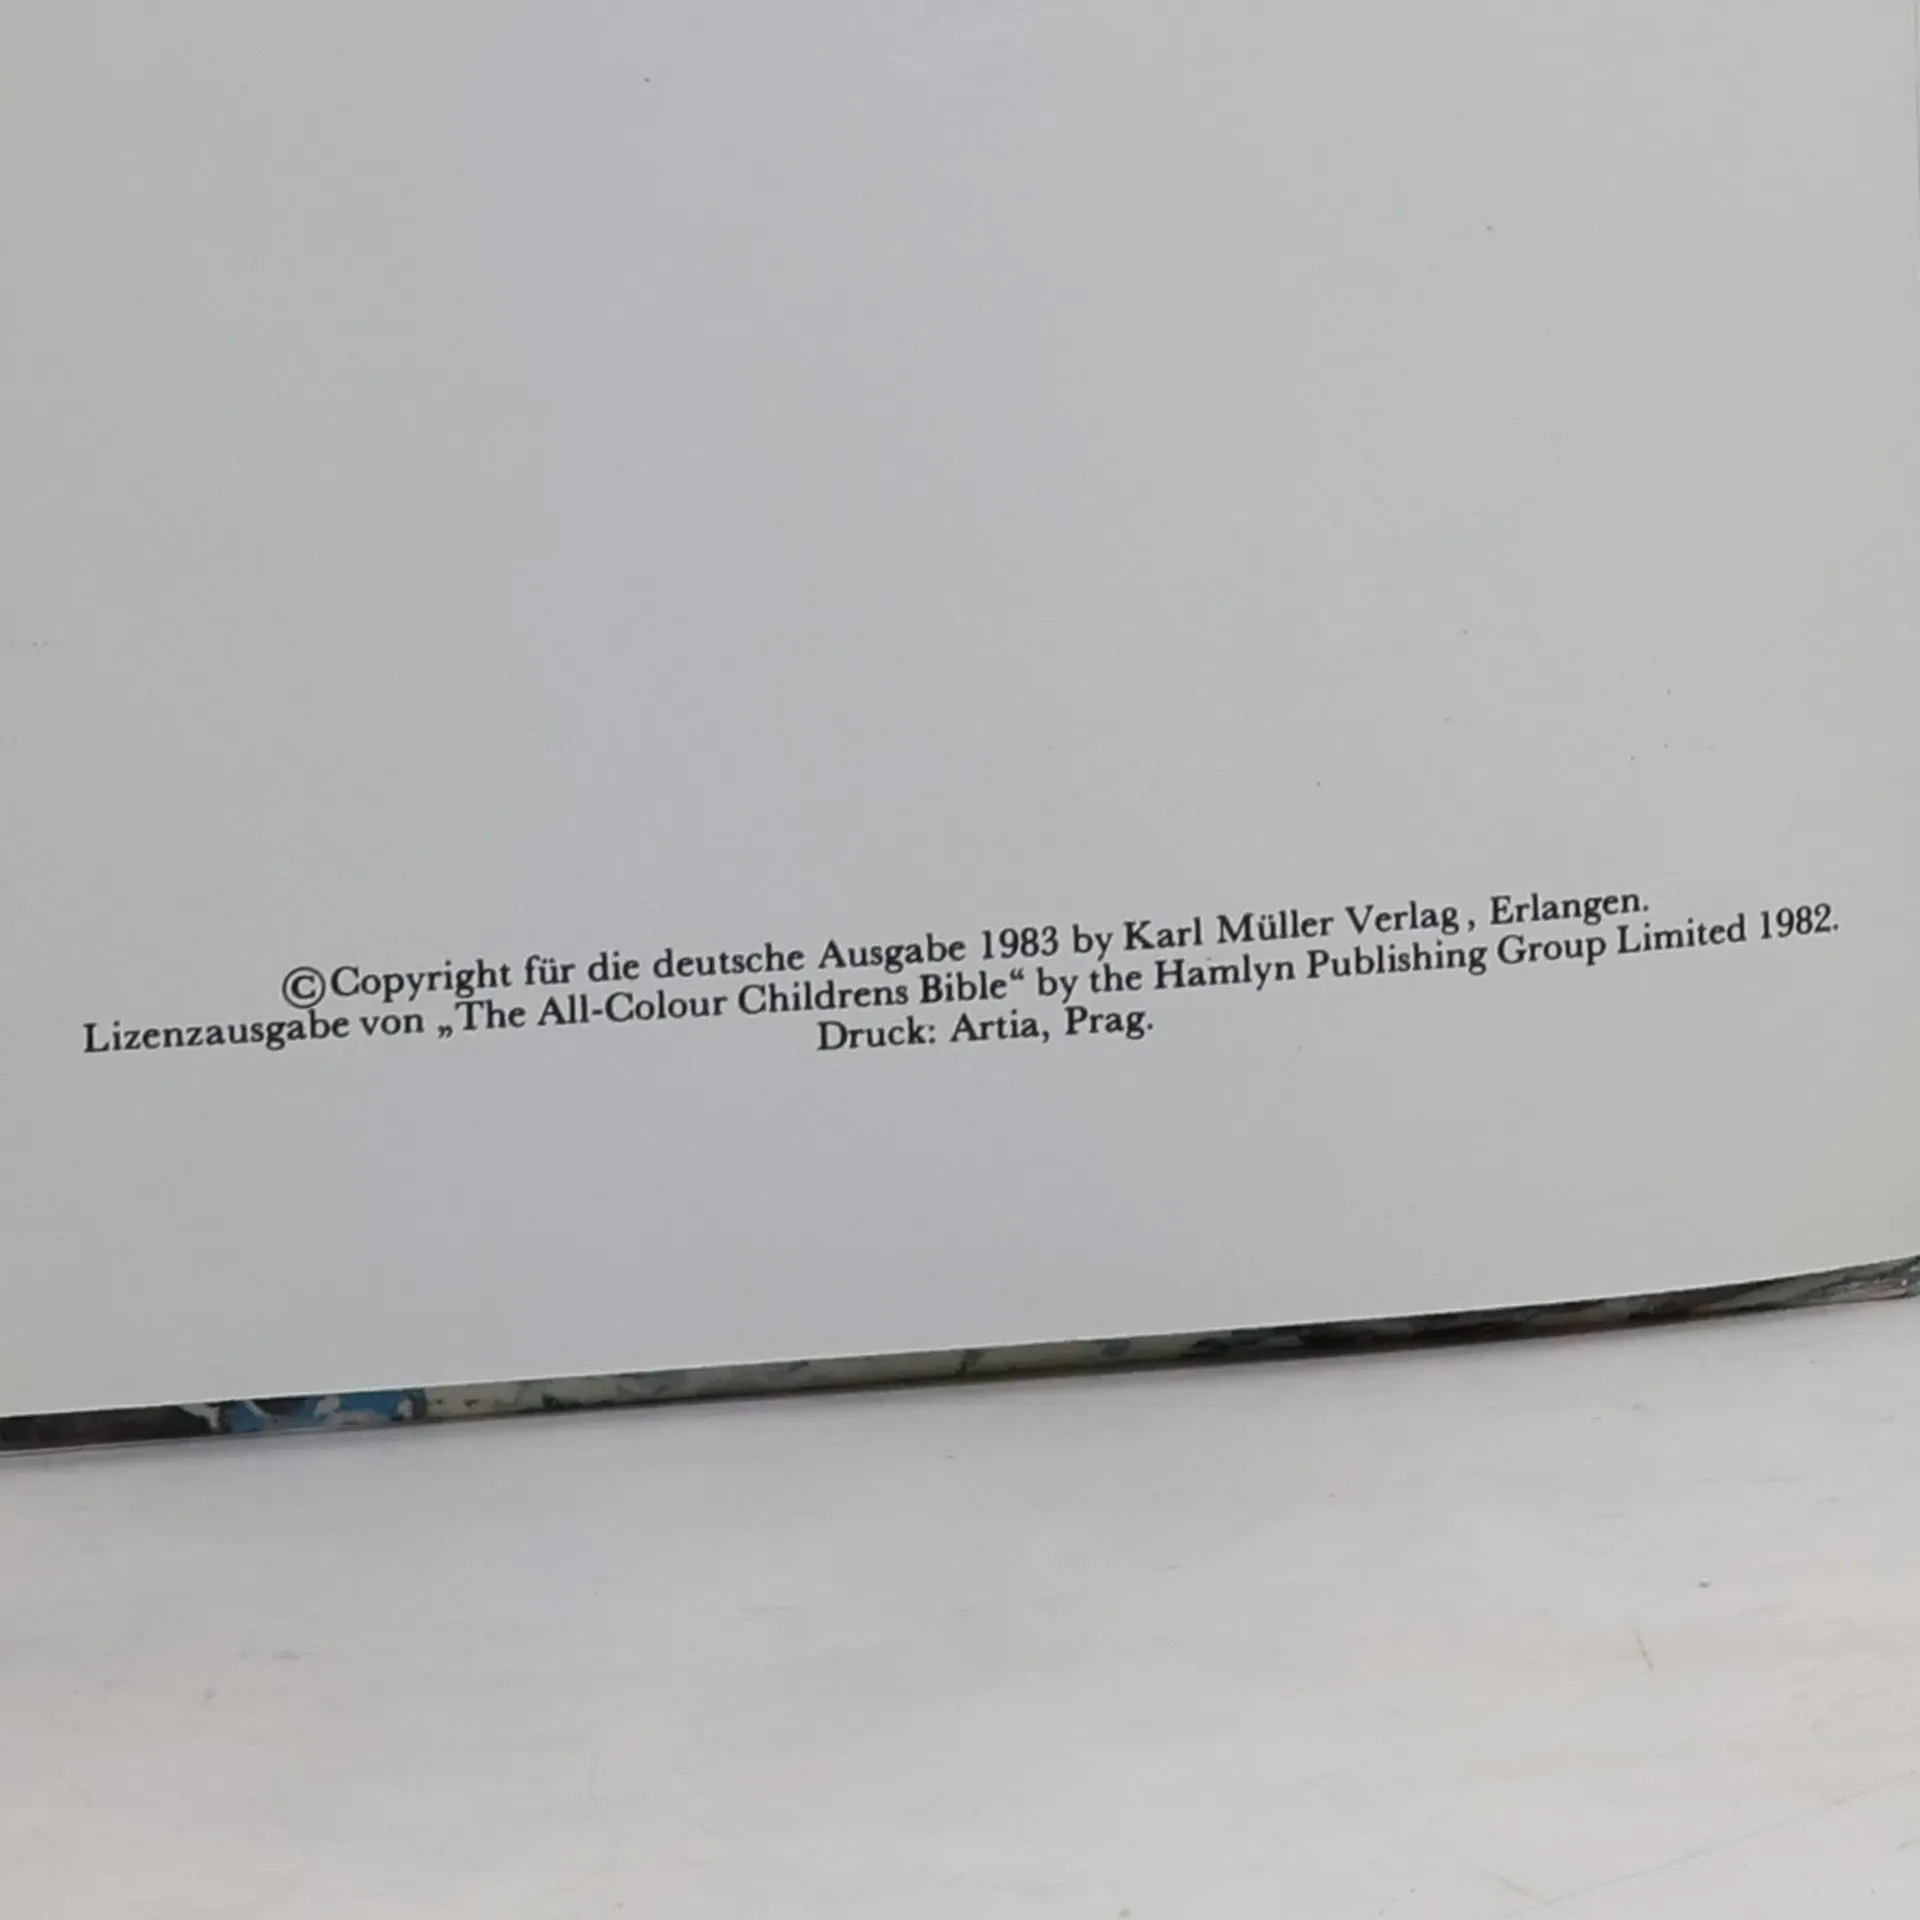 ©Copyright für die deutsche Ausgabe 1983 by Karl Müller Verlag, Erlangen.
Lizenzausgabe von „The All-Colour Childrens Bible“ by the Hamlyn Publishing Group Limited 1982.
Druck: Artia, Prag.